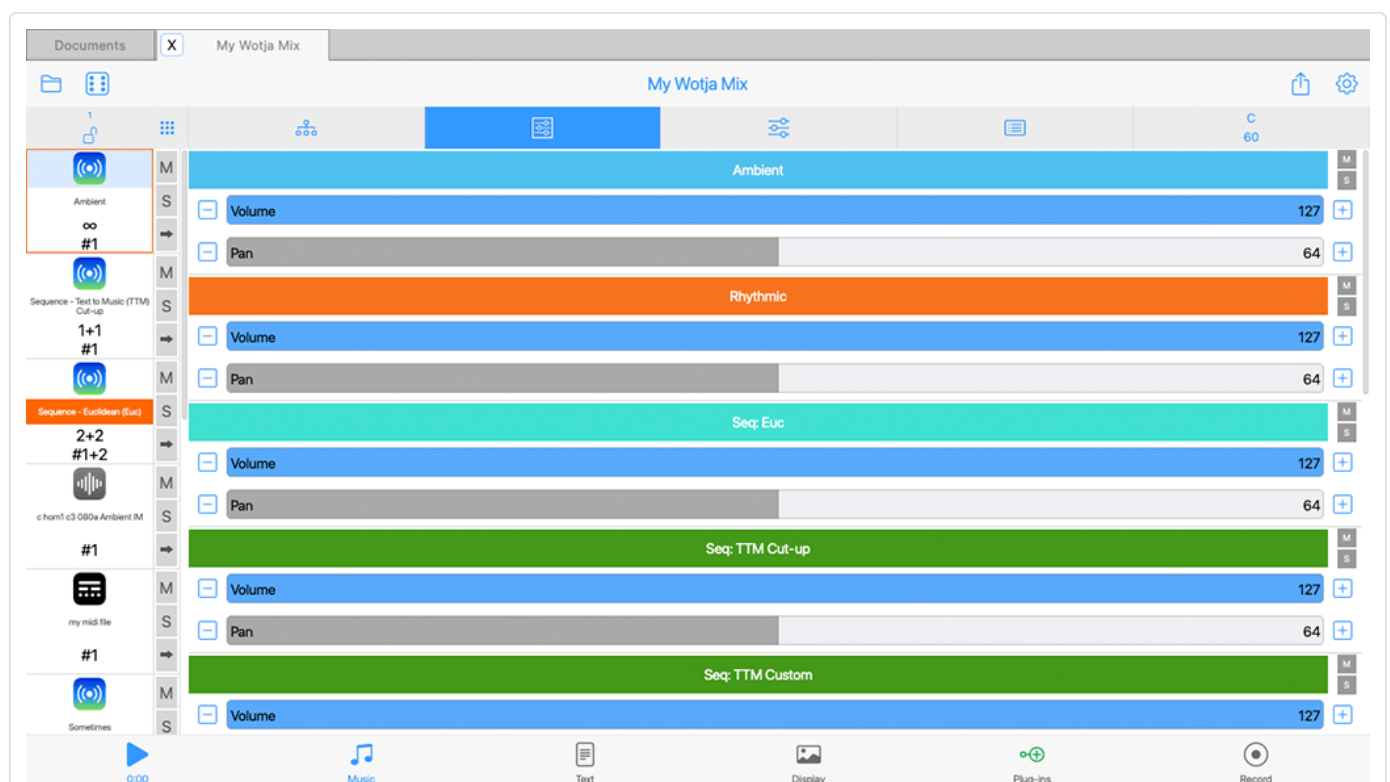 Documents
X
My Wotja Mix
My Wotja Mix
1
C
60
Ambient
∞
#1
M
S
Sequence - Text to Music (TTM)
Cut-up
1+1
#1
M
S
Sequence - Euclidean (Euc)
2+2
#1+2
M
S
c horn1 c3 080a Ambient IM
#1
M
S
my midi file
#1
M
S
Sometimes
M
S
Ambient
M
S
Volume 127
Pan 64
Rhythmic
M
S
Volume 127
Pan 64
Seq: Euc
M
S
Volume 127
Pan 64
Seq: TTM Cut-up
M
S
Volume 127
Pan 64
Seq: TTM Custom
M
S
Volume 127
0:00
Music
Text
Display
Plug-ins
Record